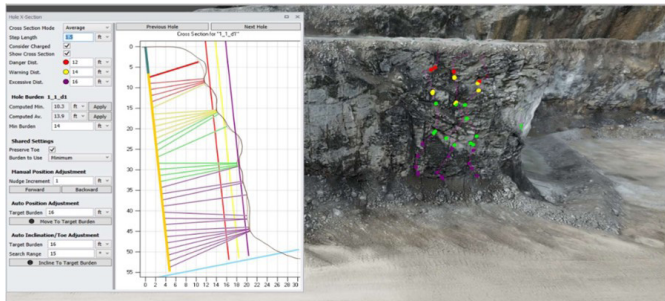 Hole X-Section
Previous Hole
Next Hole
Cross Section for "1_1_d1"
Cross Section Mode Average
Step Length
Consider Charged
Show Cross Section
Danger Dist. 12 ft
Warning Dist. 14 ft
Excessive Dist. 16 ft
Hole Burden 1_1_d1
Computed Min. 10.3 ft Apply
Computed Av. 13.9 ft Apply
Min Burden 14
Shared Settings
Preserve Toe
Burden to Use Minimum
Manual Position Adjustment
Nudge Increment 1 ft
Forward Backward
Auto Position Adjustment
Target Burden 16 ft
Move To Target Burden
Auto Inclination/Toe Adjustment
Target Burden 16 ft
Search Range 15 °
Incline To Target Burden
0
5
10
15
20
25
30
35
40
45
50
55
0 2 4 6 8 10 12 14 16 18 20 22 24 26 28 30